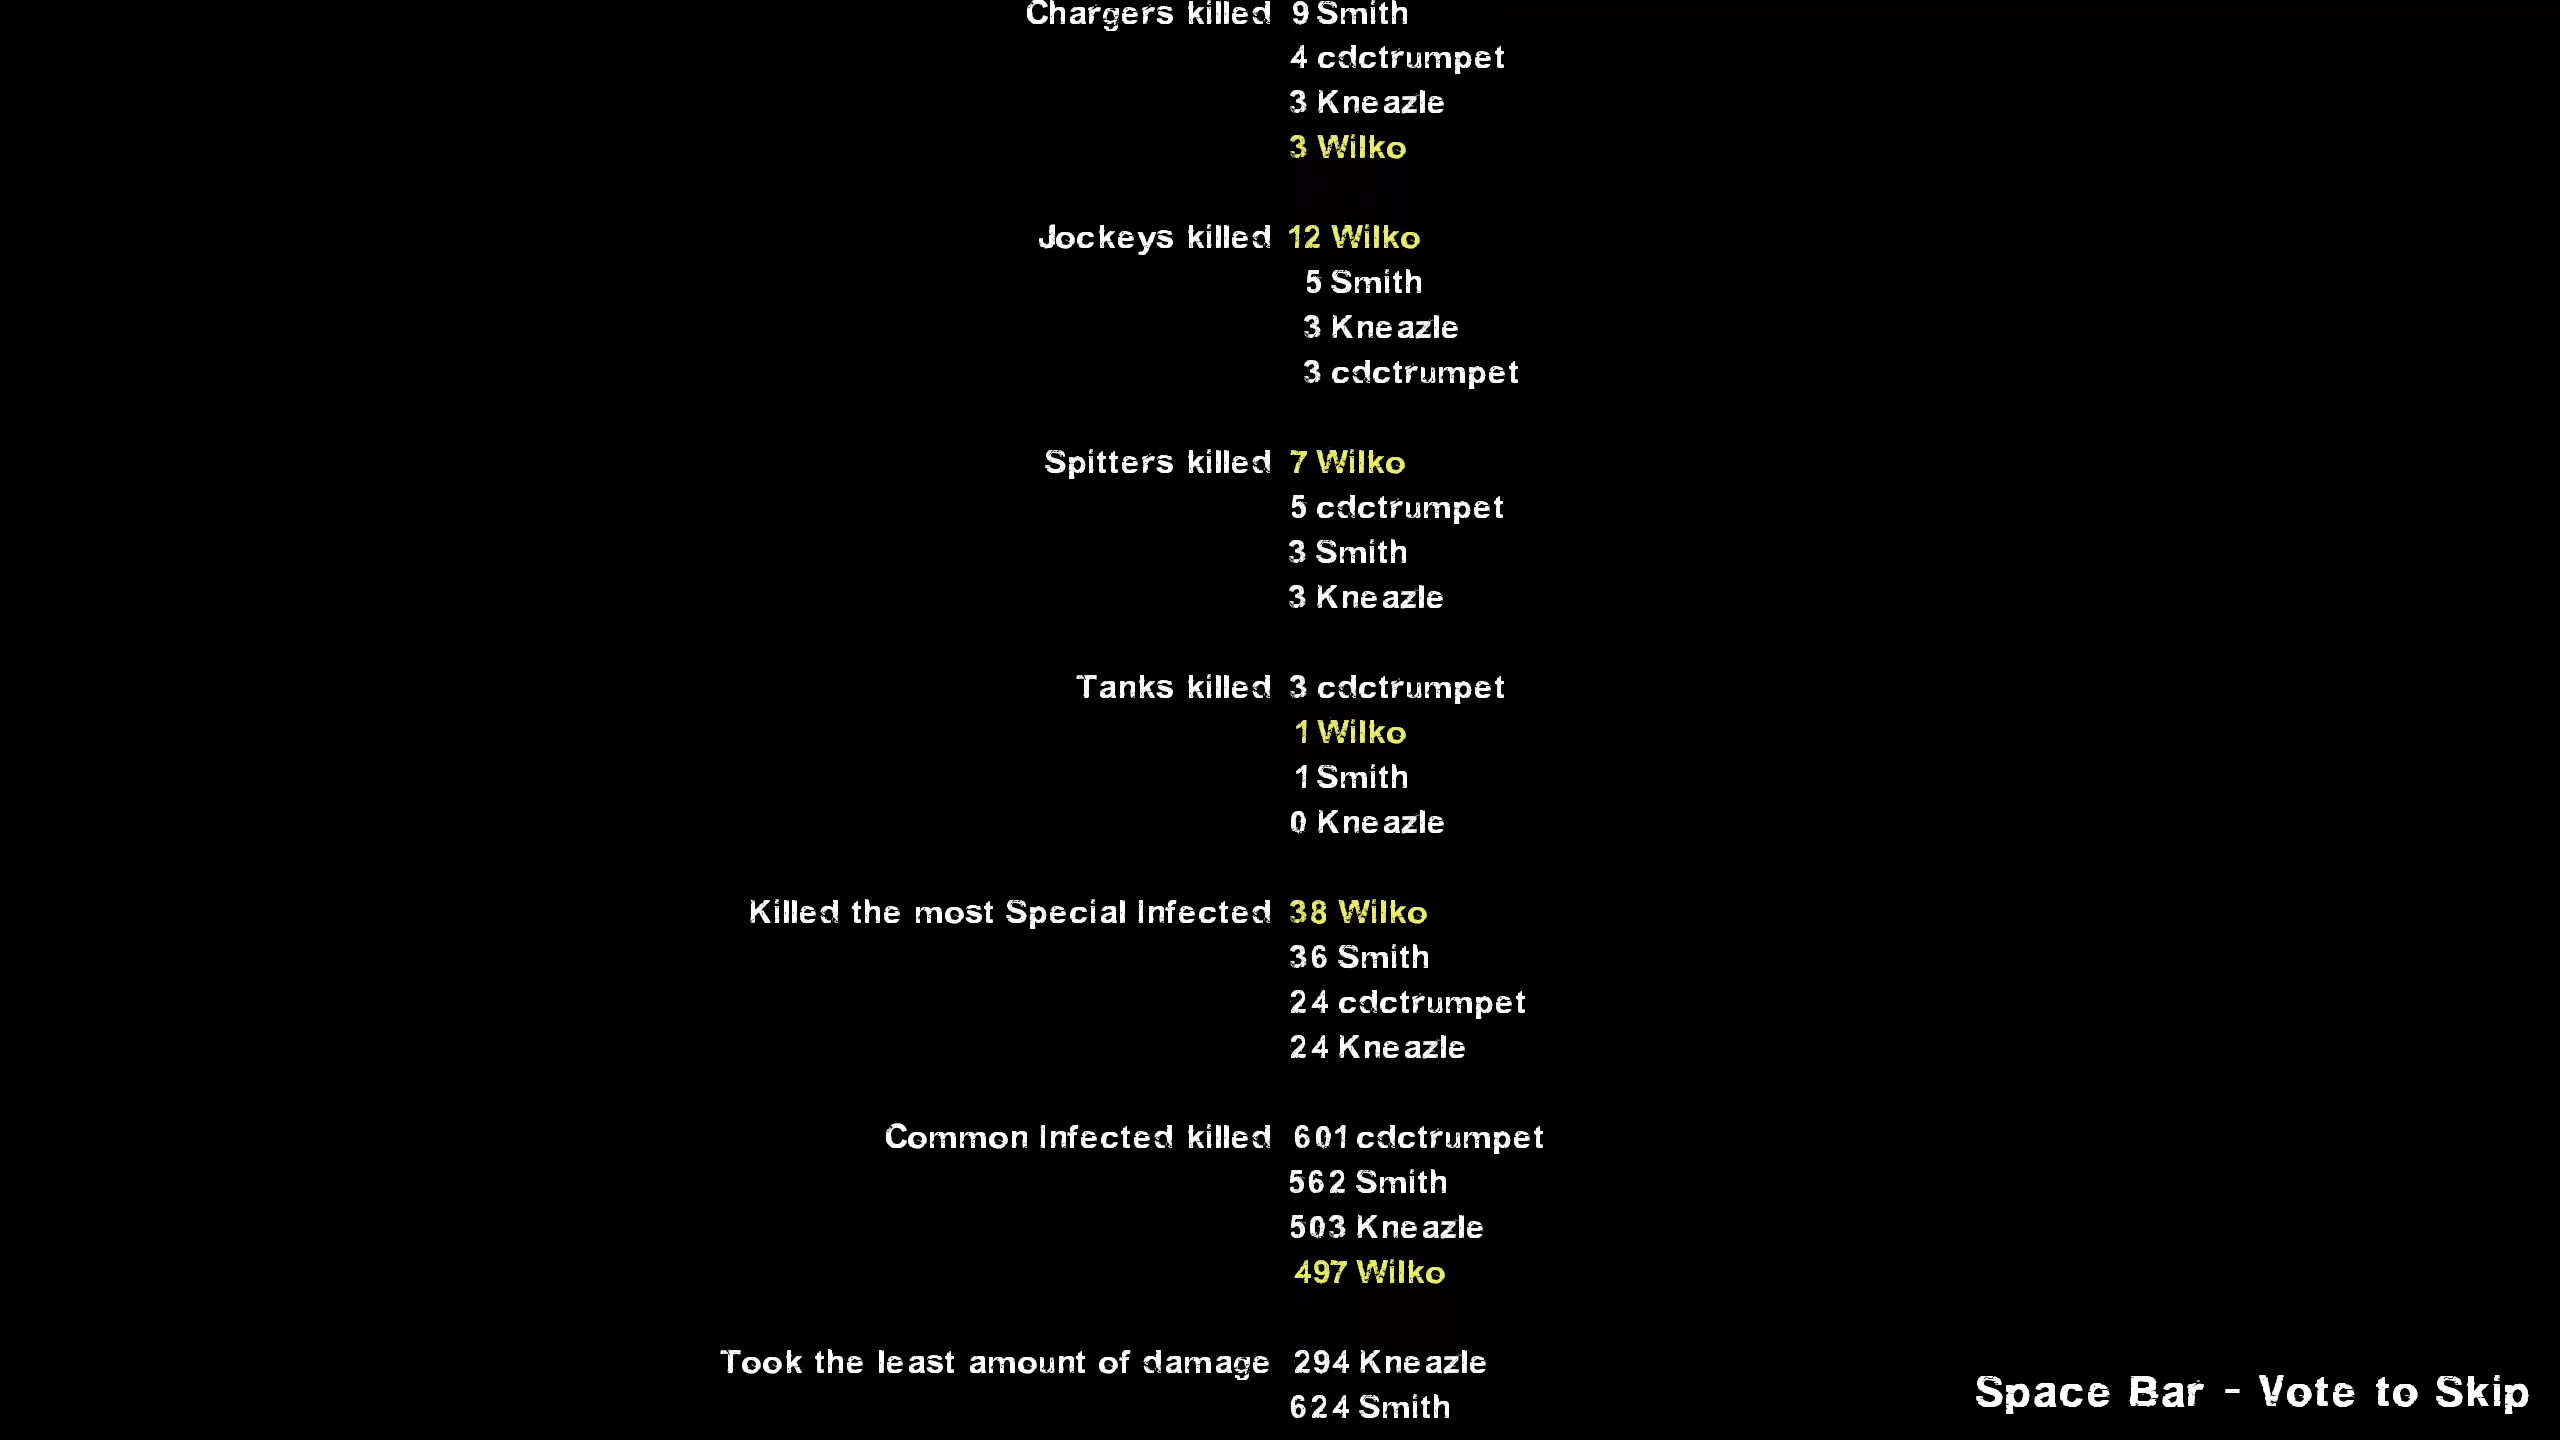 Chargers killed 9 Smith
4 cdctrumpet
3 Kneazle
3 Wilko
Jockeys killed 12 Wilko
5 Smith
3 Kneazle
3 cdctrumpet
Spitters killed 7 Wilko
5 cdctrumpet
3 Smith
3 Kneazle
Tanks killed 3 cdctrumpet
1 Wilko
1 Smith
0 Kneazle
Killed the most Special Infected 38 Wilko
36 Smith
24 cdctrumpet
24 Kneazle
Common Infected killed 601 cdctrumpet
562 Smith
503 Kneazle
497 Wilko
Took the least amount of damage 294 Kneazle
624 Smith
Space Bar - Vote to Skip